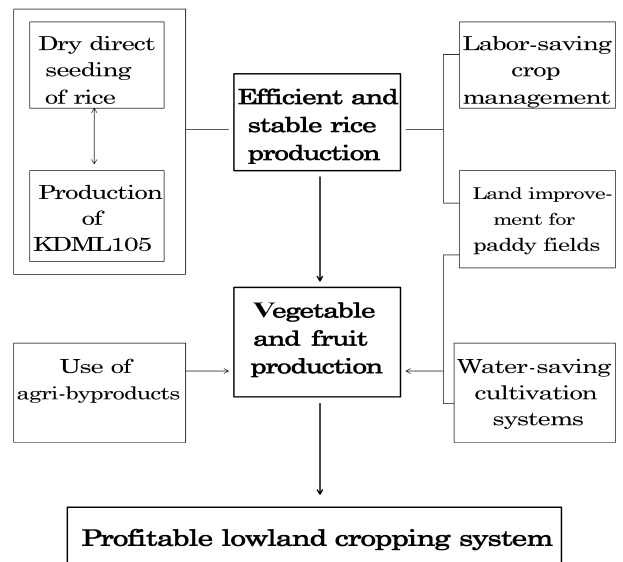 Dry direct
seeding
of rice
Production
of
KDML105
Efficient and
stable rice
production
Labor-saving
crop
management
Land improve-
ment for
paddy fields
Use of
agri-byproducts
Vegetable
and fruit
production
Water-saving
cultivation
systems
Profitable lowland cropping system